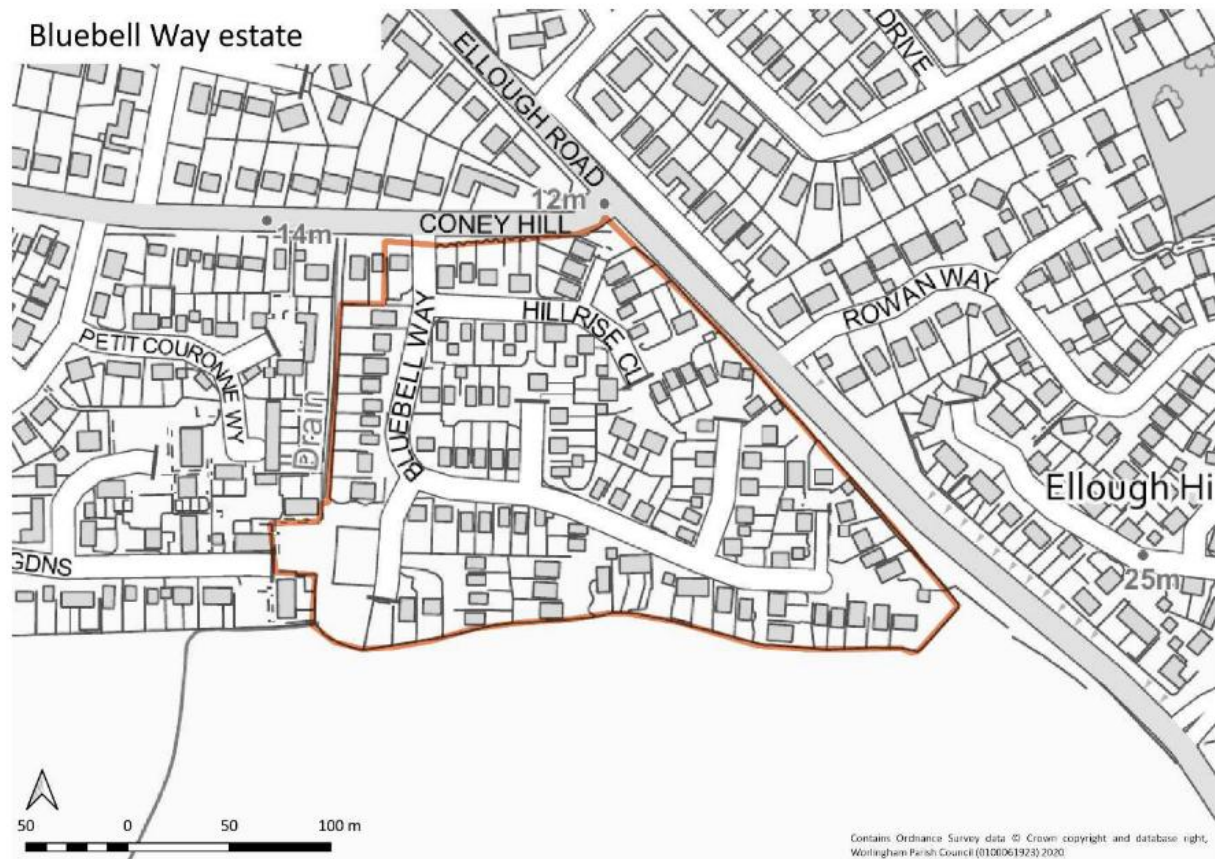 Bluebell Way estate
ELLOUGH ROAD
DRIVE
12m
14m
CONEY HILL
ROWAN WAY
PETIT COURONNE WY
BLUEBELL WAY
HILLRISE Cl
Drain
BLUEBELL WAY
Ellough Hi
GDNS
25m
50 0 50 100 m
Contains Ordnance Survey data © Crown copyright and database right,
Worlingham Parish Council (0100061923) 2020